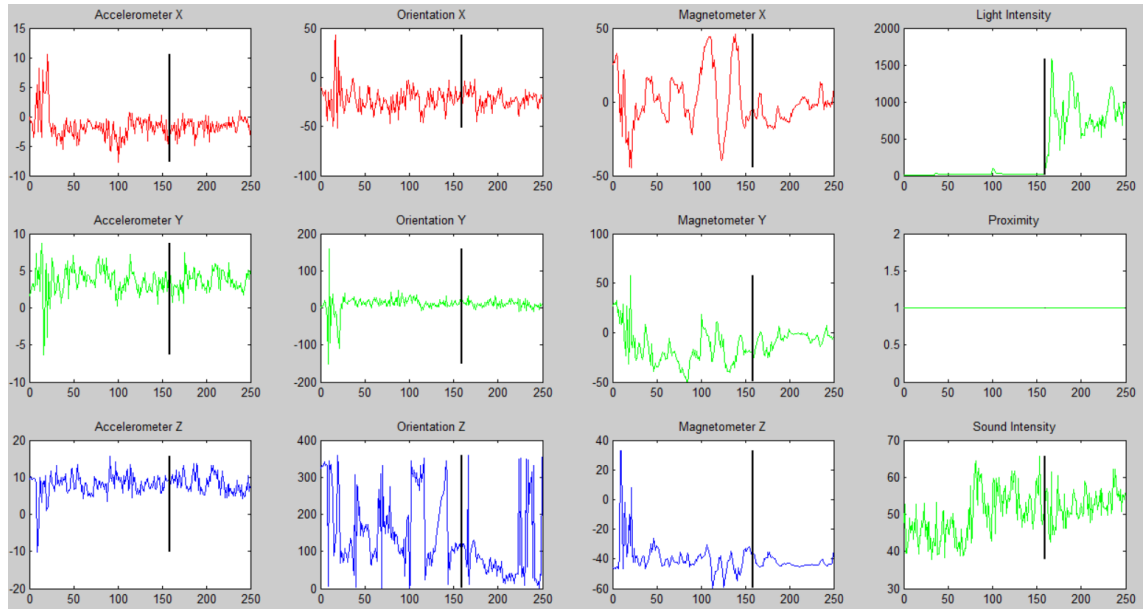 Accelerometer X
15
10
5
0
-5
-10
0 50 100 150 200 250
Orientation X
50
0
-50
-100
0 50 100 150 200 250
Magnetometer X
50
0
-50
0 50 100 150 200 250
Light Intensity
2000
1500
1000
500
0
0 50 100 150 200 250
Accelerometer Y
10
5
0
-5
-10
0 50 100 150 200 250
Orientation Y
200
100
0
-100
-200
0 50 100 150 200 250
Magnetometer Y
100
50
0
-50
0 50 100 150 200 250
Proximity
2
1.5
1
0.5
0
0 50 100 150 200 250
Accelerometer Z
20
10
0
-10
-20
0 50 100 150 200 250
Orientation Z
400
300
200
100
0
0 50 100 150 200 250
Magnetometer Z
40
20
0
-20
-40
-60
0 50 100 150 200 250
Sound Intensity
70
60
50
40
30
0 50 100 150 200 250